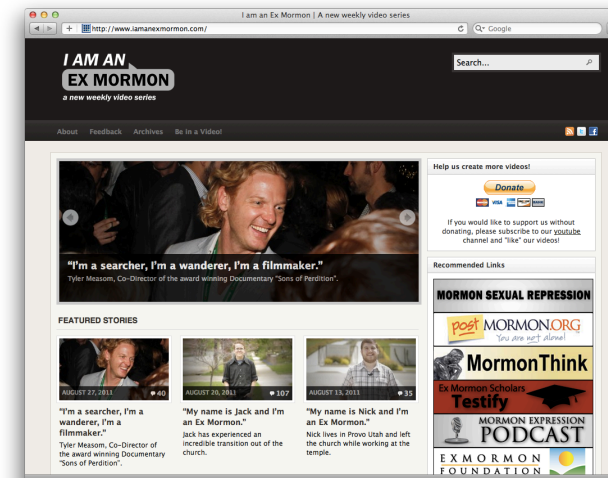 I am an Ex Mormon | A new weekly video series
http://www.iamanexmormon.com/
Google
I AM AN
EX MORMON
a new weekly video series
Search...
About Feedback Archives Be in a Video!
"I'm a searcher, I'm a wanderer, I'm a filmmaker."
Tyler Measom, Co-Director of the award winning Documentary "Sons of Perdition".
FEATURED STORIES
AUGUST 27, 2011 40
"I'm a searcher, I'm a
wanderer, I'm a
filmmaker."
Tyler Measom, Co-Director of
the award winning Documentary
"Sons of Perdition".
AUGUST 20, 2011 107
"My name is Jack and I'm
an Ex Mormon."
Jack has experienced an
incredible transition out of the
church.
AUGUST 13, 2011 35
"My name is Nick and I'm
an Ex Mormon."
Nick lives in Provo Utah and left
the church while working at the
temple.
Help us create more videos!
Donate
VISA
If you would like to support us without
donating, please subscribe to our youtube
channel and "like" our videos!
Recommended Links
MORMON SEXUAL REPRESSION
post MORMON.ORG
You are not alone!
MormonThink
Ex Mormon Scholars
Testify
MORMON EXPRESSION
PODCAST
EXMORMON
FOUNDATION